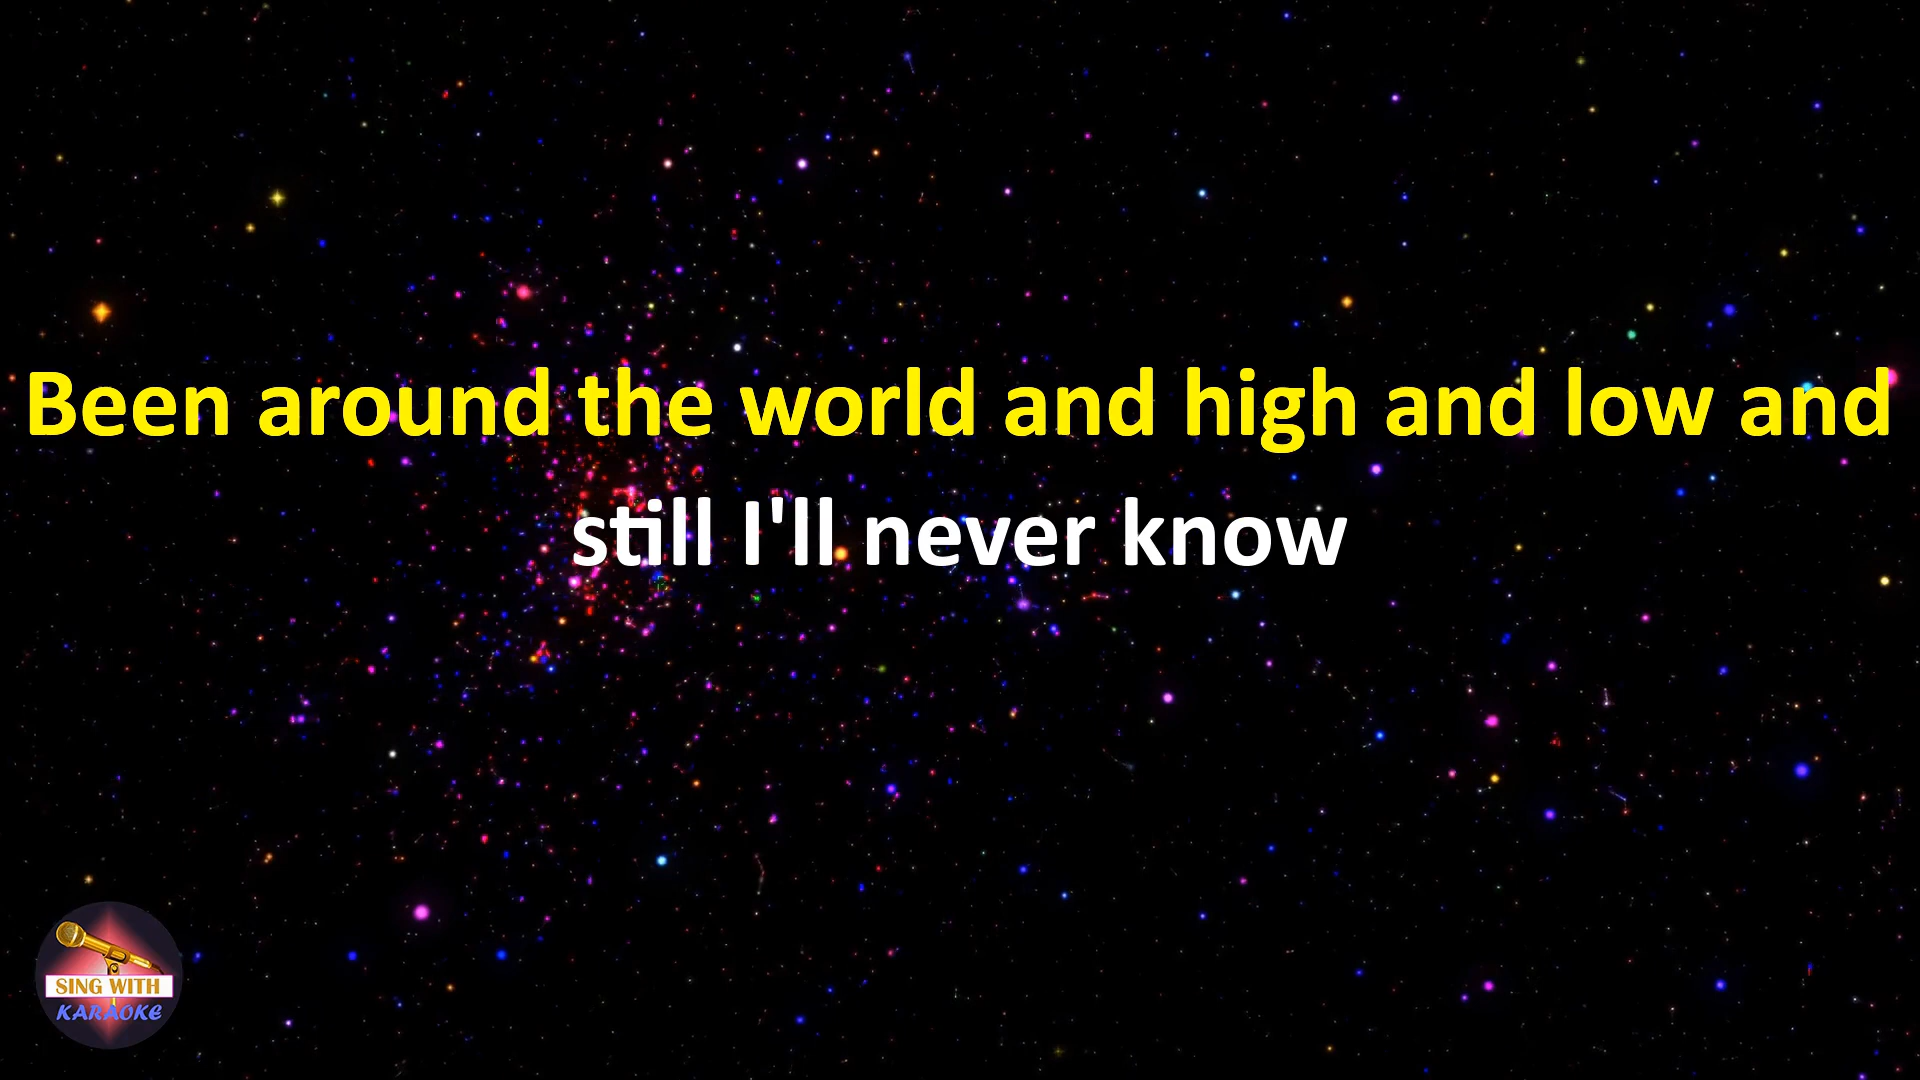 Been around the world and high and low and
still I'll never know
SING WITH
KARAOKE